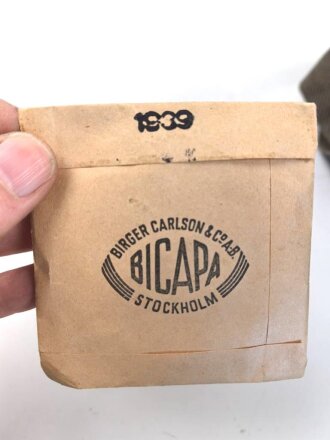 1939
BIRGER CARLSON & Co. A.B.
BICAPA
STOCKHOLM